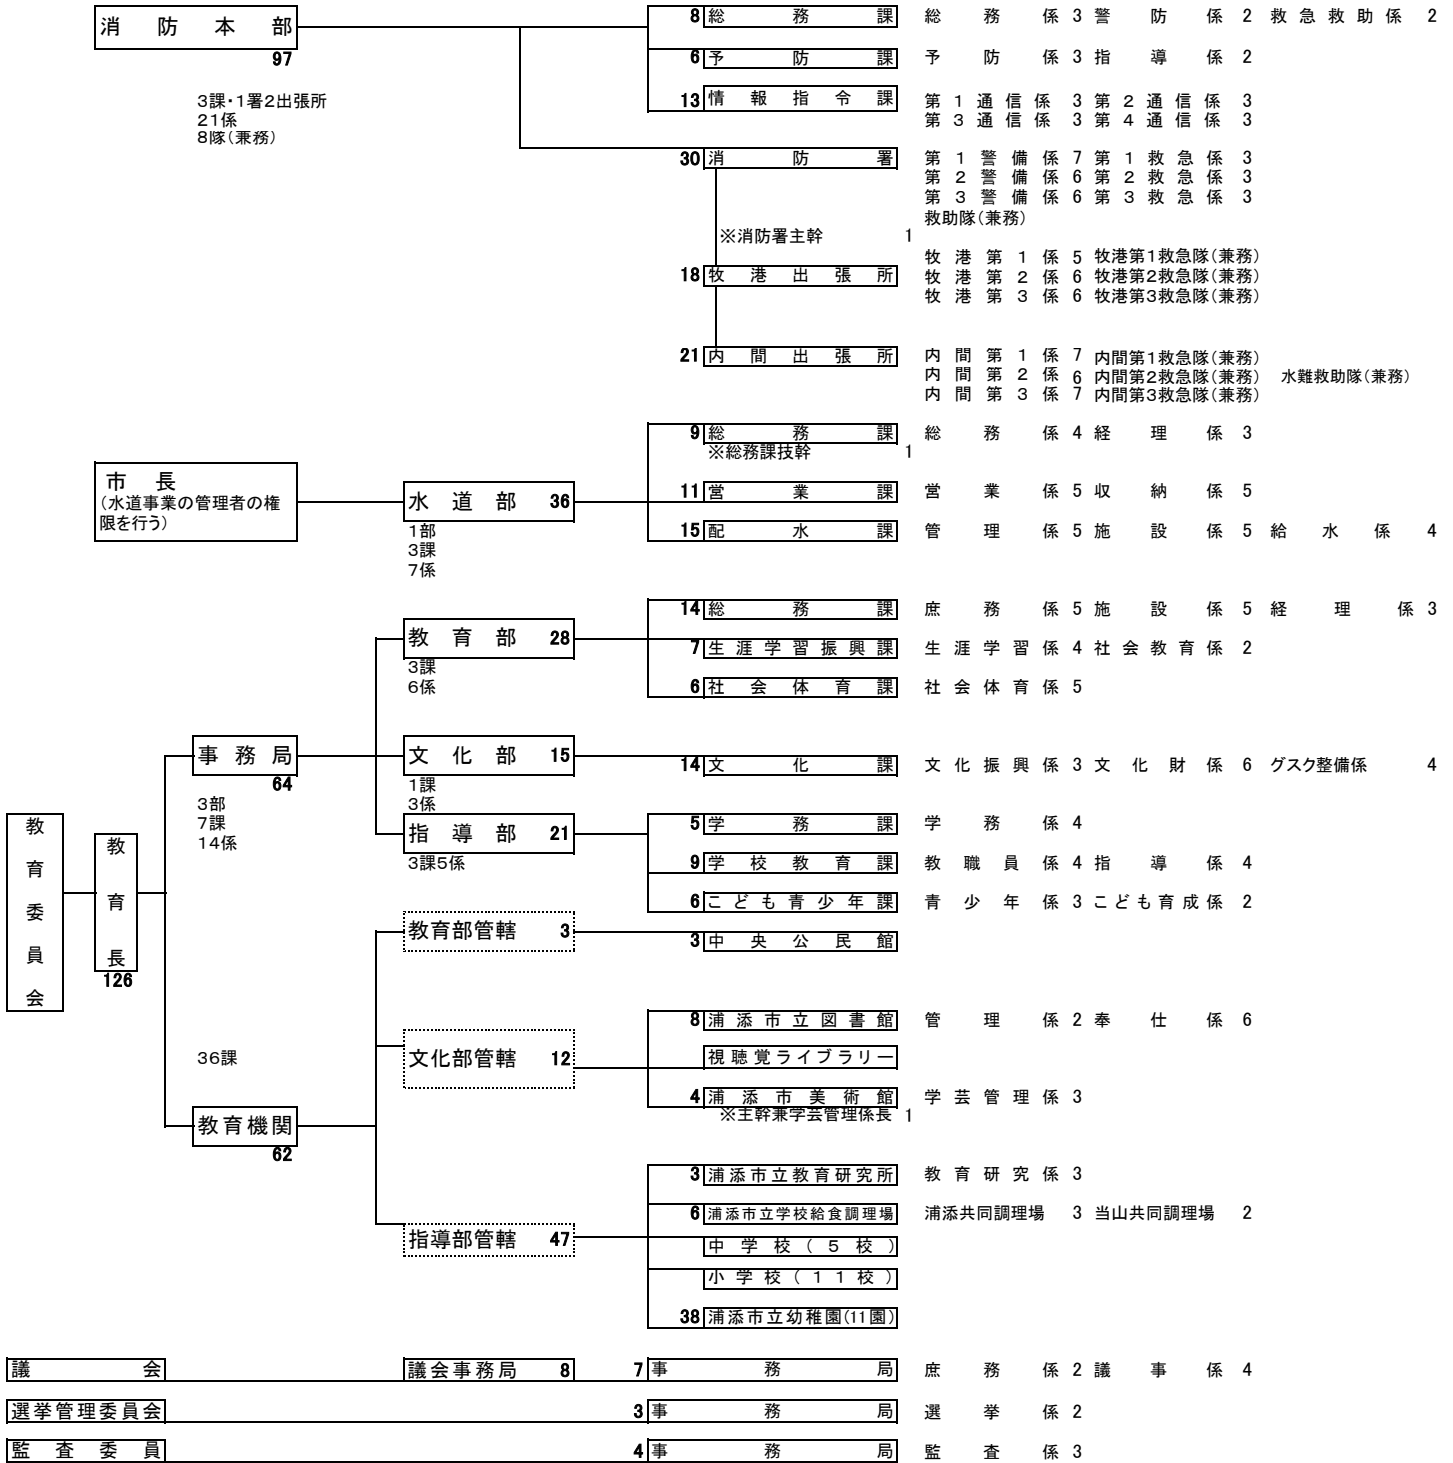 消防本部 8 総務課 総務係 3 警防係 2 救急救助係 2
97 6 予防課 予防係 3 指導係 2
3課・1署2出張所 13 情報指令課 第1通信係 3 第2通信係 3
21係 第3通信係 3 第4通信係 3
8隊(兼務)
30 消防署 第1警備係 7 第1救急係 3
第2警備係 6 第2救急係 3
第3警備係 6 第3救急係 3
救助隊(兼務)
※消防署主幹 1
牧港第1係 5 牧港第1救急隊(兼務)
18 牧港出張所 牧港第2係 6 牧港第2救急隊(兼務)
牧港第3係 6 牧港第3救急隊(兼務)
21 内間出張所 内間第1係 7 内間第1救急隊(兼務)
内間第2係 6 内間第2救急隊(兼務) 水難救助隊(兼務)
内間第3係 7 内間第3救急隊(兼務)
9 総務課 総務係 4 経理係 3
※総務課技幹 1
市長
(水道事業の管理者の権
限を行う)
水道部 36 11 営業課 営業係 5 収納係 5
1部 15 配水課 管理係 5 施設係 5 給水係 4
3課
7係
14 総務課 庶務係 5 施設係 5 経理係 3
教育部 28 7 生涯学習振興課 生涯学習係 4 社会教育係 2
3課
6係 6 社会体育課 社会体育係 5
事務局 文化部 15 14 文化課 文化振興係 3 文化財係 6 グスク整備係 4
64 1課
3部 3係
7課 指導部 21 5 学務課 学務係 4
14係
3課5係 9 学校教育課 教職員係 4 指導係 4
教育委員会
教育長
126
6 こども青少年課 青少年係 3 こども育成係 2
教育部管轄 3 3 中央公民館
8 浦添市立図書館 管理係 2 奉仕係 6
36課 文化部管轄 12 視聴覚ライブラリー
4 浦添市美術館 学芸管理係 3
※主幹兼学芸管理係長 1
教育機関
62
3 浦添市立教育研究所 教育研究係 3
6 浦添市立学校給食調理場 浦添共同調理場 3 当山共同調理場 2
指導部管轄 47 中学校(5校)
小学校(11校)
38 浦添市立幼稚園(11園)
議会 議会事務局 8 7 事務局 庶務係 2 議事係 4
選挙管理委員会 3 事務局 選挙係 2
監査委員 4 事務局 監査係 3